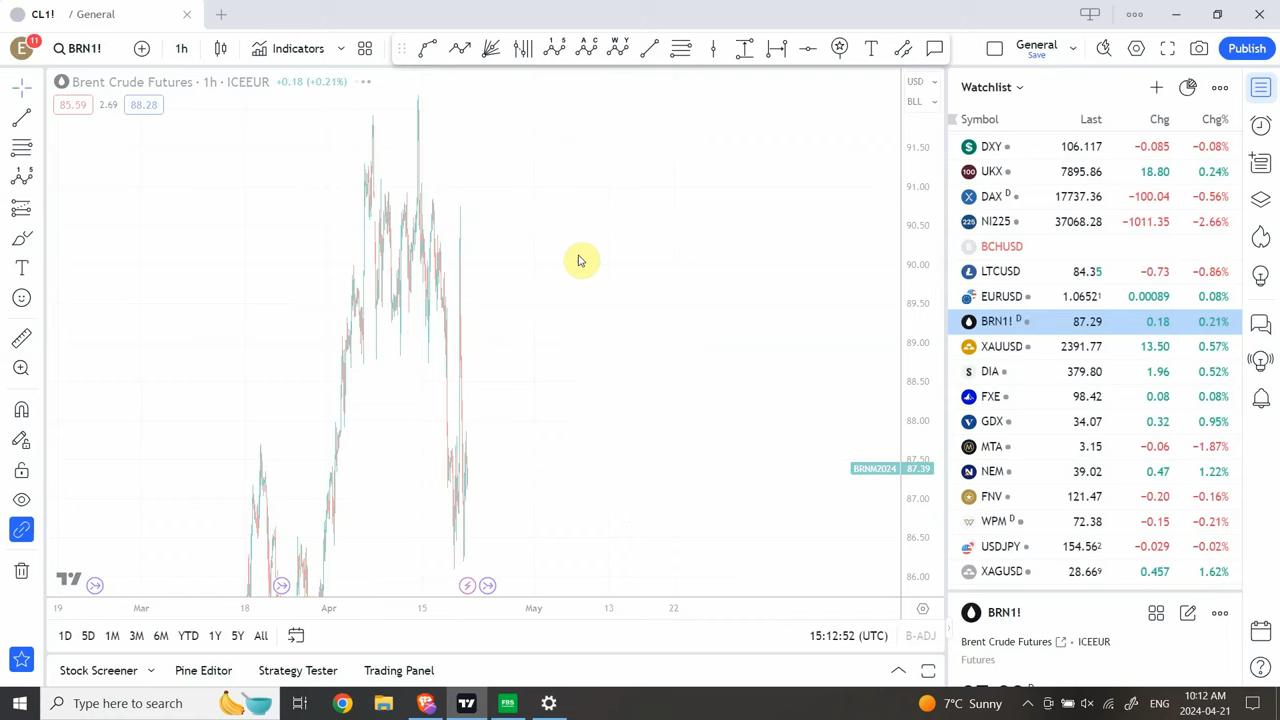 CL1! / General
E 11 BRN1! 1h Indicators General Save Publish
Brent Crude Futures · 1h · ICEEUR +0.18 (+0.21%)
85.59 2.69 88.28
USD
BLL
91.50
91.00
90.50
90.00
89.50
89.00
88.50
88.00
87.50
BRNM2024 87.39
87.00
86.50
86.00
19 Mar 18 Apr 15 May 13 22
1D 5D 1M 3M 6M YTD 1Y 5Y All 15:12:52 (UTC) B-ADJ
Stock Screener Pine Editor Strategy Tester Trading Panel
Watchlist
Symbol Last Chg Chg%
DXY 106.117 −0.085 −0.08%
100 UKX 7895.86 18.80 0.24%
DAX D 17737.36 −100.04 −0.56%
225 NI225 37068.28 −1011.35 −2.66%
BCHUSD
LTCUSD 84.35 −0.73 −0.86%
EURUSD 1.06521 0.00089 0.08%
BRN1! D 87.29 0.18 0.21%
XAUUSD 2391.77 13.50 0.57%
S DIA 379.80 1.96 0.52%
FXE 98.42 0.08 0.08%
GDX 34.07 0.32 0.95%
MTA 3.15 −0.06 −1.87%
NEM 39.02 0.47 1.22%
FNV 121.47 −0.20 −0.16%
WPM D 72.38 −0.15 −0.21%
USDJPY 154.562 −0.029 −0.02%
XAGUSD 28.669 0.457 1.62%
BRN1!
Brent Crude Futures · ICEEUR
Futures
Type here to search FBS 7°C Sunny ENG 10:12 AM
2024-04-21